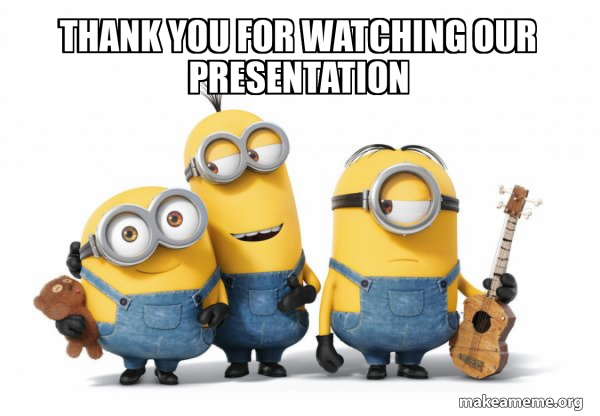 THANK YOU FOR WATCHING OUR
PRESENTATION
makeameme.org